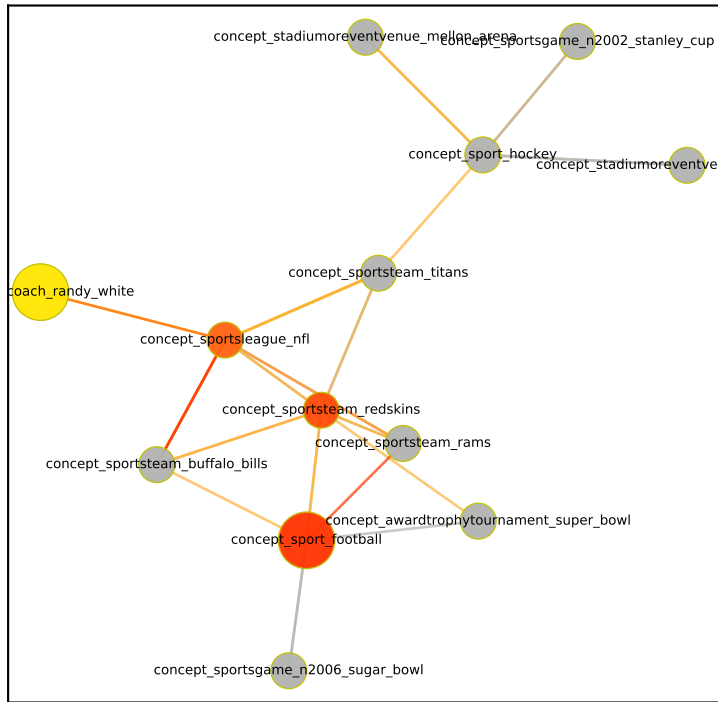 concept_stadiumoreventvenue_mellon_arena
concept_sportsgame_n2002_stanley_cup
concept_sport_hockey
concept_stadiumoreventve
concept_sportsteam_titans
coach_randy_white
concept_sportsleague_nfl
concept_sportsteam_redskins
concept_sportsteam_rams
concept_sportsteam_buffalo_bills
concept_awardtrophytournament_super_bowl
concept_sport_football
concept_sportsgame_n2006_sugar_bowl